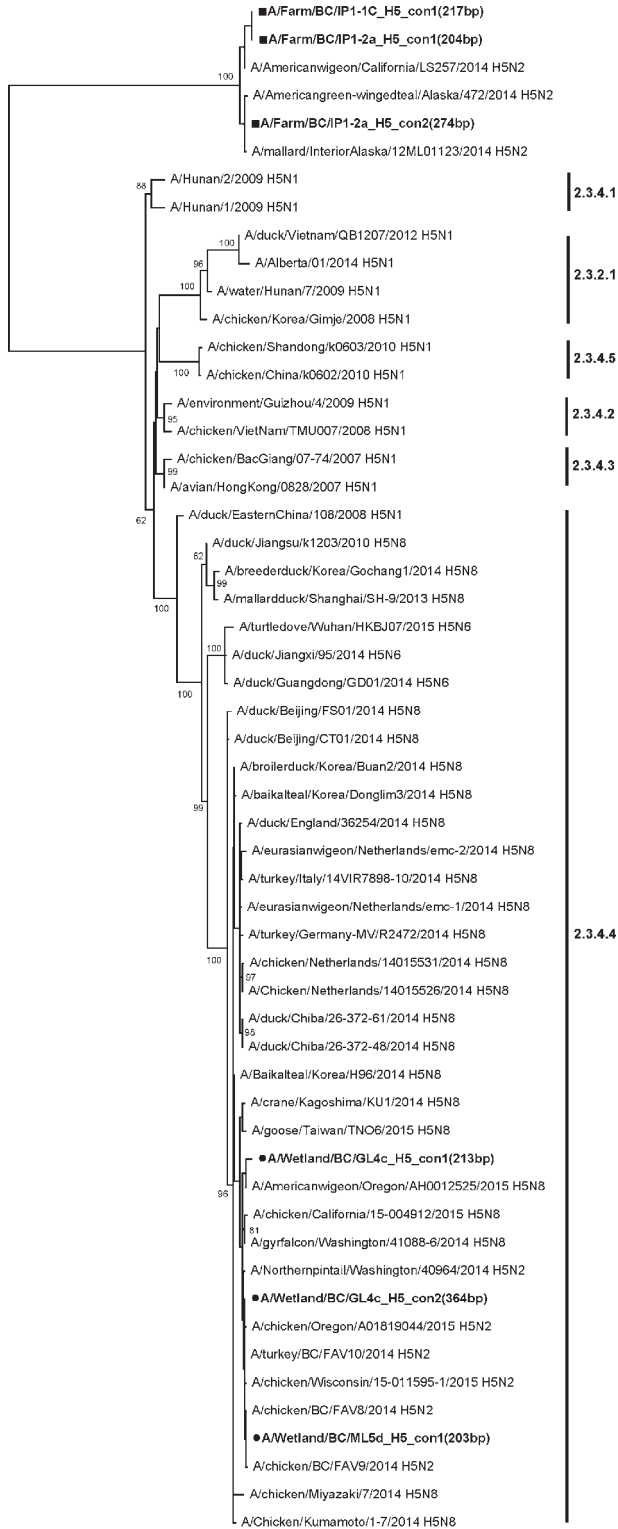 ■A/Farm/BC/IP1-1C_H5_con1(217bp)
■A/Farm/BC/IP1-2a_H5_con1(204bp)
A/Americanwigeon/California/LS257/2014 H5N2
100
A/Americangreen-wingedteal/Alaska/472/2014 H5N2
■A/Farm/BC/IP1-2a_H5_con2(274bp)
A/mallard/InteriorAlaska/12ML01123/2014 H5N2
A/Hunan/2/2009 H5N1
88
2.3.4.1
A/Hunan/1/2009 H5N1
A/duck/Vietnam/QB1207/2012 H5N1
100
A/Alberta/01/2014 H5N1
96
2.3.2.1
A/water/Hunan/7/2009 H5N1
100
A/chicken/Korea/Gimje/2008 H5N1
A/chicken/Shandong/k0603/2010 H5N1
2.3.4.5
100
A/chicken/China/k0602/2010 H5N1
A/environment/Guizhou/4/2009 H5N1
95
2.3.4.2
A/chicken/VietNam/TMU007/2008 H5N1
A/chicken/BacGiang/07-74/2007 H5N1
99
2.3.4.3
A/avian/HongKong/0828/2007 H5N1
62
A/duck/EasternChina/108/2008 H5N1
A/duck/Jiangsu/k1203/2010 H5N8
62
A/breederduck/Korea/Gochang1/2014 H5N8
99
A/mallardduck/Shanghai/SH-9/2013 H5N8
100
A/turtledove/Wuhan/HKBJ07/2015 H5N6
100
A/duck/Jiangxi/95/2014 H5N6
A/duck/Guangdong/GD01/2014 H5N6
100
A/duck/Beijing/FS01/2014 H5N8
A/duck/Beijing/CT01/2014 H5N8
A/broilerduck/Korea/Buan2/2014 H5N8
A/baikalteal/Korea/Donglim3/2014 H5N8
99
A/duck/England/36254/2014 H5N8
A/eurasianwigeon/Netherlands/emc-2/2014 H5N8
A/turkey/Italy/14VIR7898-10/2014 H5N8
A/eurasianwigeon/Netherlands/emc-1/2014 H5N8
A/turkey/Germany-MV/R2472/2014 H5N8
2.3.4.4
100
A/chicken/Netherlands/14015531/2014 H5N8
97
A/Chicken/Netherlands/14015526/2014 H5N8
A/duck/Chiba/26-372-61/2014 H5N8
98
A/duck/Chiba/26-372-48/2014 H5N8
A/Baikalteal/Korea/H96/2014 H5N8
A/crane/Kagoshima/KU1/2014 H5N8
A/goose/Taiwan/TNO6/2015 H5N8
●A/Wetland/BC/GL4c_H5_con1(213bp)
96
A/Americanwigeon/Oregon/AH0012525/2015 H5N8
A/chicken/California/15-004912/2015 H5N8
81
A/gyrfalcon/Washington/41088-6/2014 H5N8
A/Northernpintail/Washington/40964/2014 H5N2
●A/Wetland/BC/GL4c_H5_con2(364bp)
A/chicken/Oregon/A01819044/2015 H5N2
A/turkey/BC/FAV10/2014 H5N2
A/chicken/Wisconsin/15-011595-1/2015 H5N2
A/chicken/BC/FAV8/2014 H5N2
●A/Wetland/BC/ML5d_H5_con1(203bp)
A/chicken/BC/FAV9/2014 H5N2
A/chicken/Miyazaki/7/2014 H5N8
A/Chicken/Kumamoto/1-7/2014 H5N8